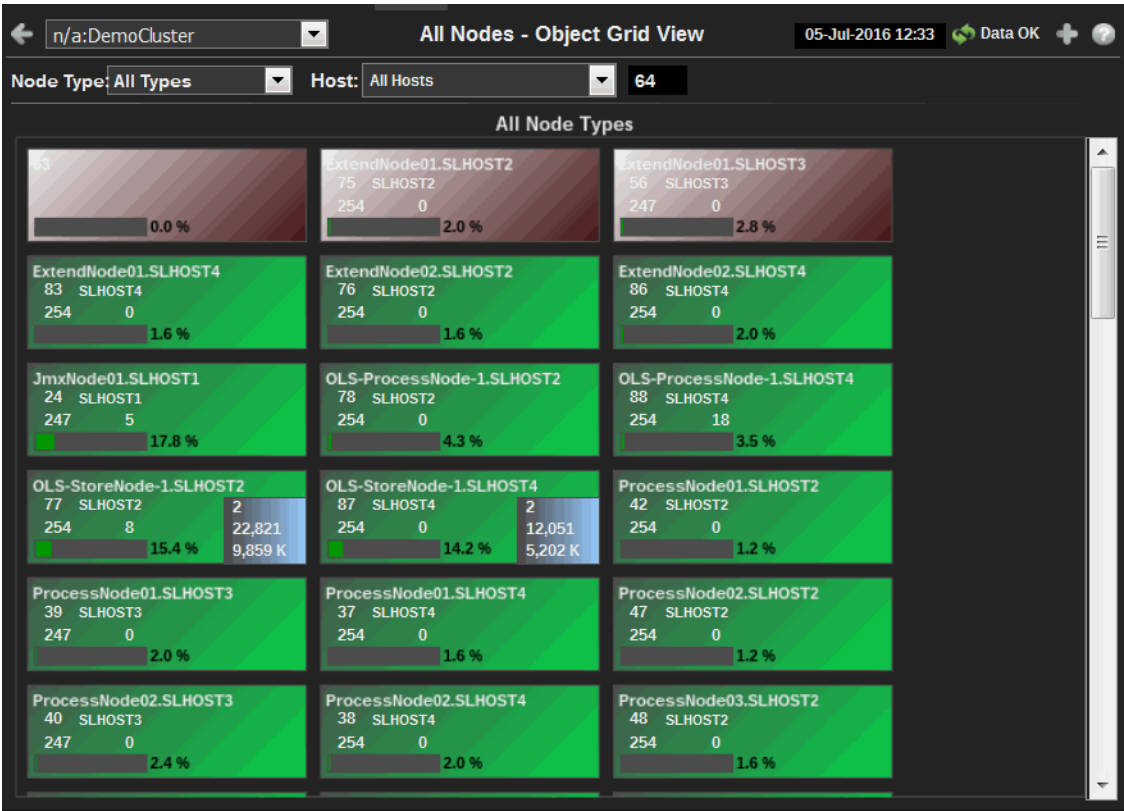 n/a:DemoCluster All Nodes - Object Grid View 05-Jul-2016 12:33 Data OK
Node Type: All Types Host: All Hosts 64
All Node Types
53
0.0 %
ExtendNode01.SLHOST2
75 SLHOST2
254 0
2.0 %
ExtendNode01.SLHOST3
56 SLHOST3
247 0
2.8 %
ExtendNode01.SLHOST4
83 SLHOST4
254 0
1.6 %
ExtendNode02.SLHOST2
76 SLHOST2
254 0
1.6 %
ExtendNode02.SLHOST4
86 SLHOST4
254 0
2.0 %
JmxNode01.SLHOST1
24 SLHOST1
247 5
17.8 %
OLS-ProcessNode-1.SLHOST2
78 SLHOST2
254 0
4.3 %
OLS-ProcessNode-1.SLHOST4
88 SLHOST4
254 18
3.5 %
OLS-StoreNode-1.SLHOST2
77 SLHOST2 2
254 8 22,821
15.4 % 9,859 K
OLS-StoreNode-1.SLHOST4
87 SLHOST4 2
254 0 12,051
14.2 % 5,202 K
ProcessNode01.SLHOST2
42 SLHOST2
254 0
1.2 %
ProcessNode01.SLHOST3
39 SLHOST3
247 0
2.0 %
ProcessNode01.SLHOST4
37 SLHOST4
254 0
1.6 %
ProcessNode02.SLHOST2
47 SLHOST2
254 0
1.2 %
ProcessNode02.SLHOST3
40 SLHOST3
247 0
2.4 %
ProcessNode02.SLHOST4
38 SLHOST4
254 0
2.0 %
ProcessNode03.SLHOST2
48 SLHOST2
254 0
1.6 %